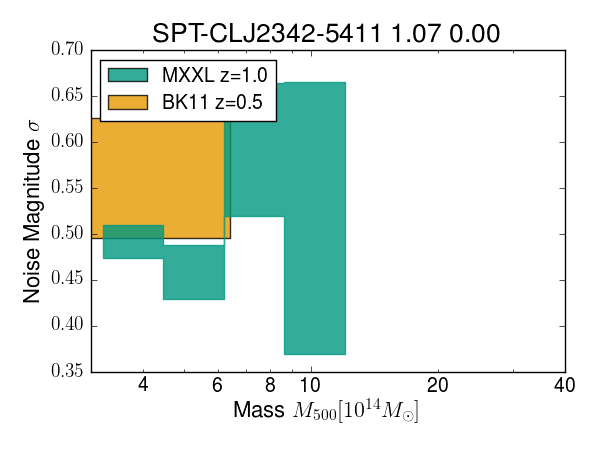 SPT-CLJ2342-5411 1.07 0.00
MXXL z=1.0
BK11 z=0.5
Noise Magnitude σ
0.70
0.65
0.60
0.55
0.50
0.45
0.40
0.35
4 6 8 10 20 40
Mass M₅₀₀[10¹⁴M⊙]